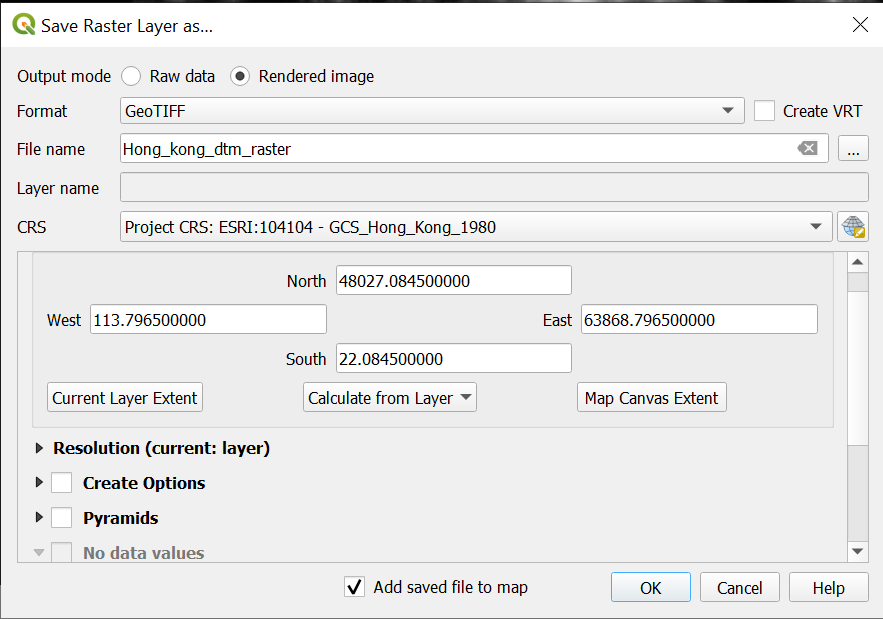 Save Raster Layer as...
Output mode Raw data Rendered image
Format GeoTIFF Create VRT
File name Hong_kong_dtm_raster ...
Layer name
CRS Project CRS: ESRI:104104 - GCS_Hong_Kong_1980
North 48027.084500000
West 113.796500000 East 63868.796500000
South 22.084500000
Current Layer Extent Calculate from Layer Map Canvas Extent
Resolution (current: layer)
Create Options
Pyramids
No data values
Add saved file to map OK Cancel Help